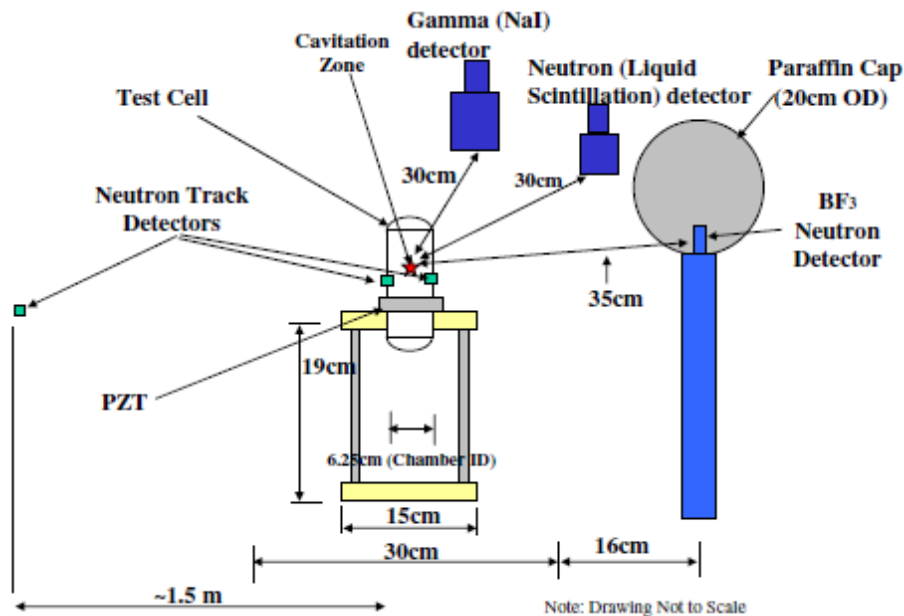 Gamma (NaI)
detector
Cavitation
Zone
Neutron (Liquid
Scintillation) detector
Paraffin Cap
(20cm OD)
Test Cell
30cm
30cm
Neutron Track
Detectors
BF3
Neutron
Detector
35cm
19cm
PZT
6.25cm (Chamber ID)
15cm
30cm
16cm
~1.5 m
Note: Drawing Not to Scale